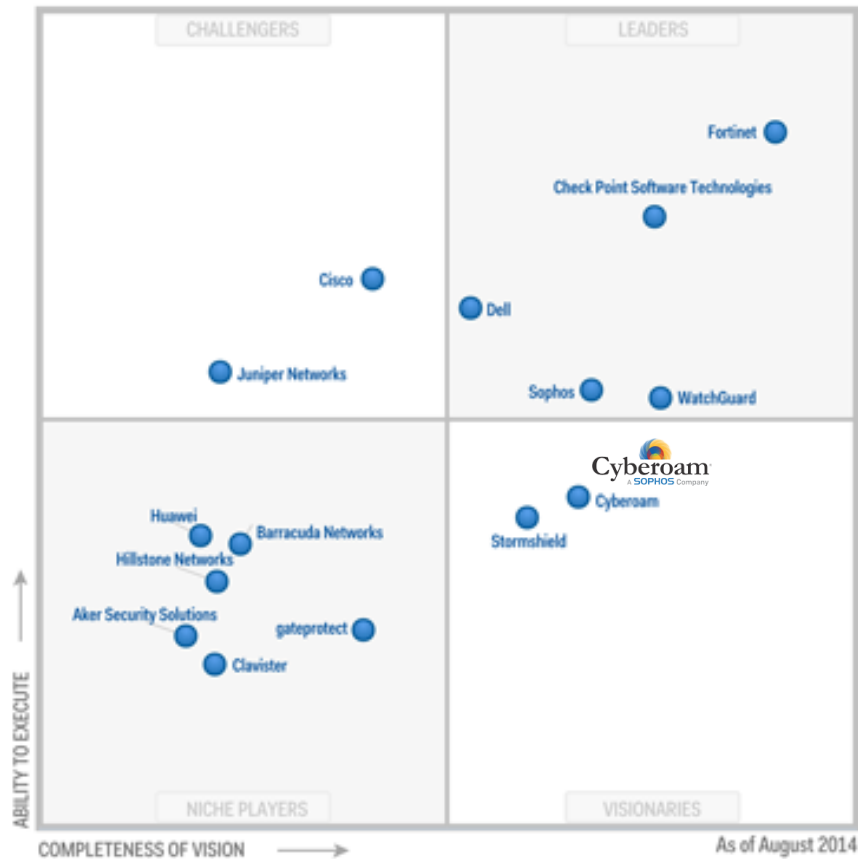 CHALLENGERS
LEADERS
Fortinet
Check Point Software Technologies
Cisco
Dell
Juniper Networks
Sophos
WatchGuard
Cyberoam
A SOPHOS Company
Cyberoam
Stormshield
Huawei
Barracuda Networks
Hillstone Networks
Aker Security Solutions
gateprotect
Clavister
NICHE PLAYERS
VISIONARIES
ABILITY TO EXECUTE
COMPLETENESS OF VISION
As of August 2014